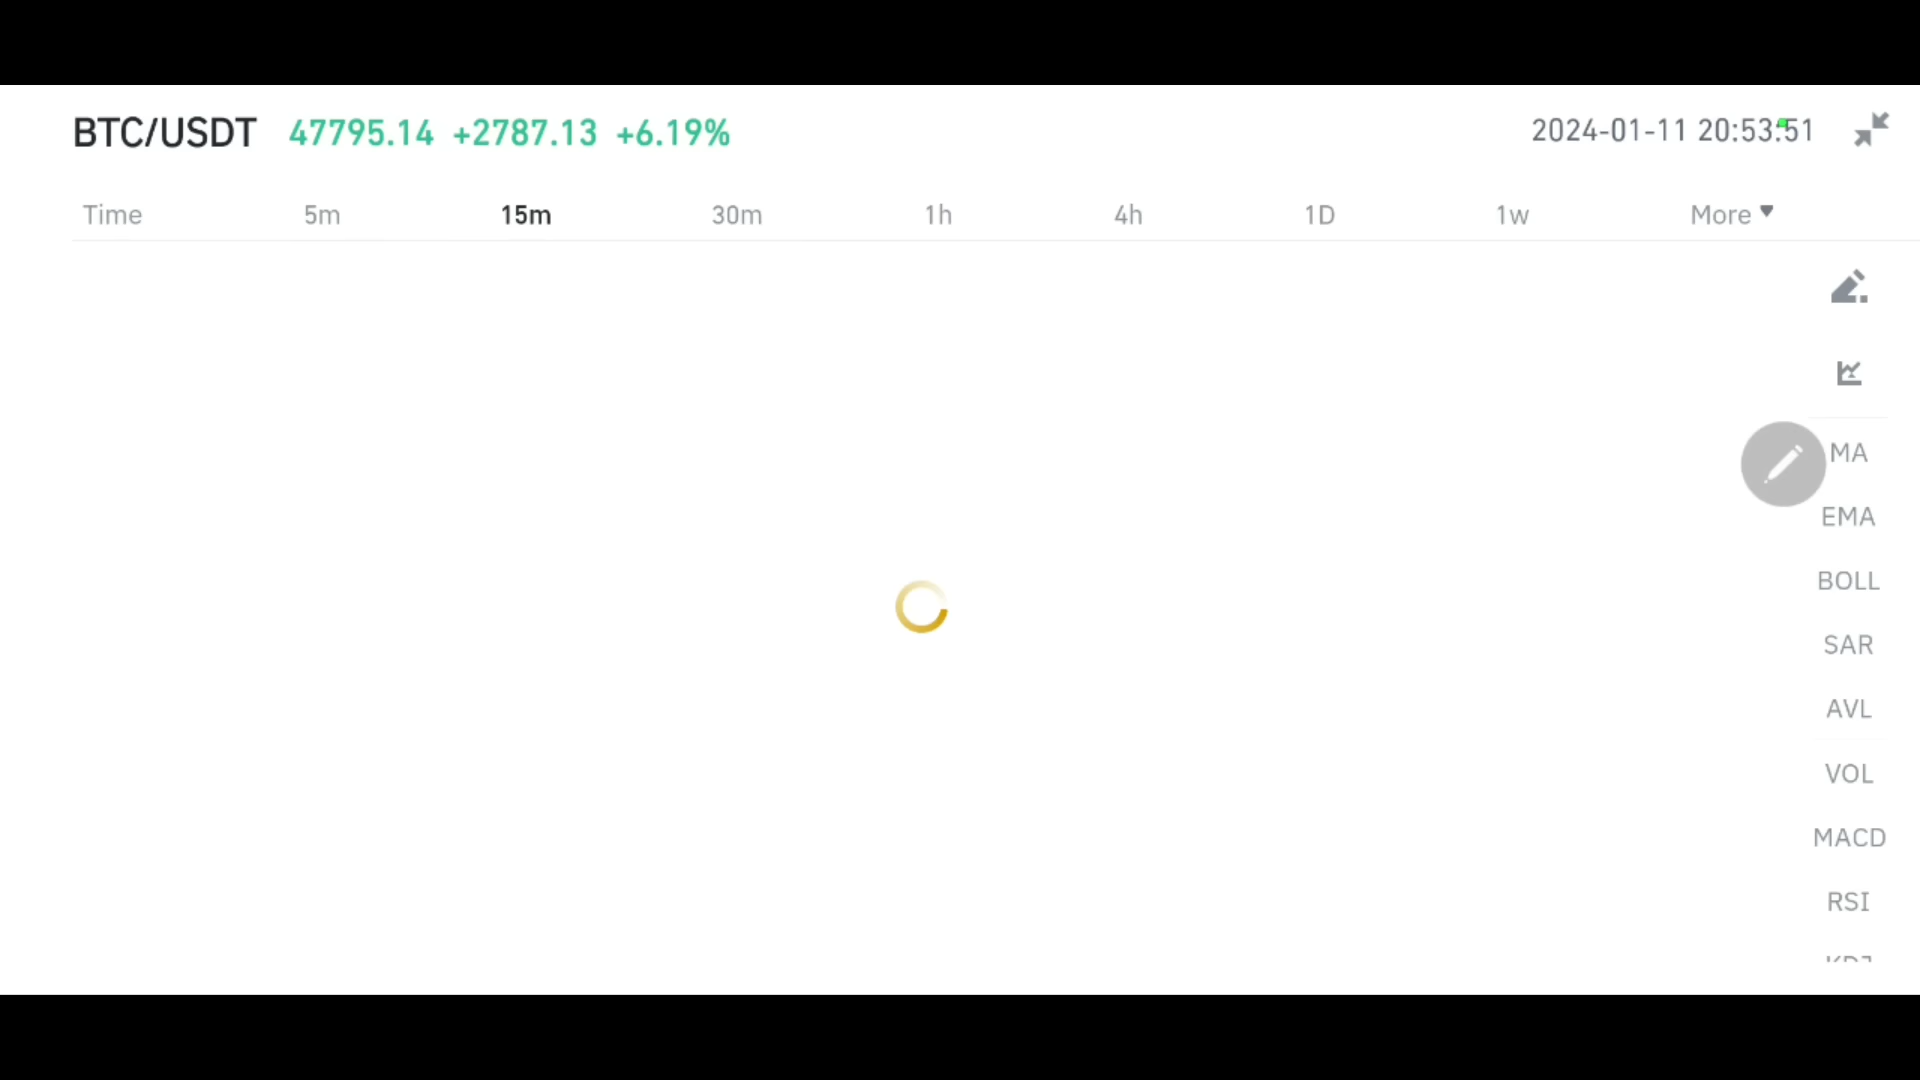 BTC/USDT 47795.14 +2787.13 +6.19% 2024-01-11 20:53:51
Time 5m 15m 30m 1h 4h 1D 1w More
MA
EMA
BOLL
SAR
AVL
VOL
MACD
RSI